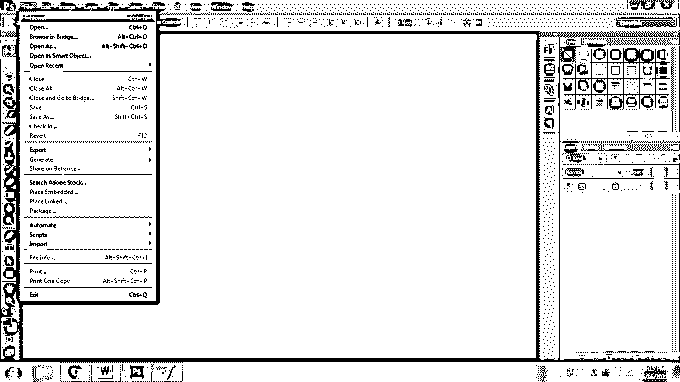 Open... Ctrl+O
Browse in Bridge... Alt+Ctrl+O
Open As... Alt+Shift+Ctrl+O
Open as Smart Object...
Open Recent
Close Ctrl+W
Close All Alt+Ctrl+W
Close and Go to Bridge... Shift+Ctrl+W
Save Ctrl+S
Save As... Shift+Ctrl+S
Check In...
Revert F12
Export
Generate
Share on Behance...
Search Adobe Stock...
Place Embedded...
Place Linked...
Package...
Automate
Scripts
Import
File Info... Alt+Shift+Ctrl+I
Print... Ctrl+P
Print One Copy Alt+Shift+Ctrl+P
Exit Ctrl+Q